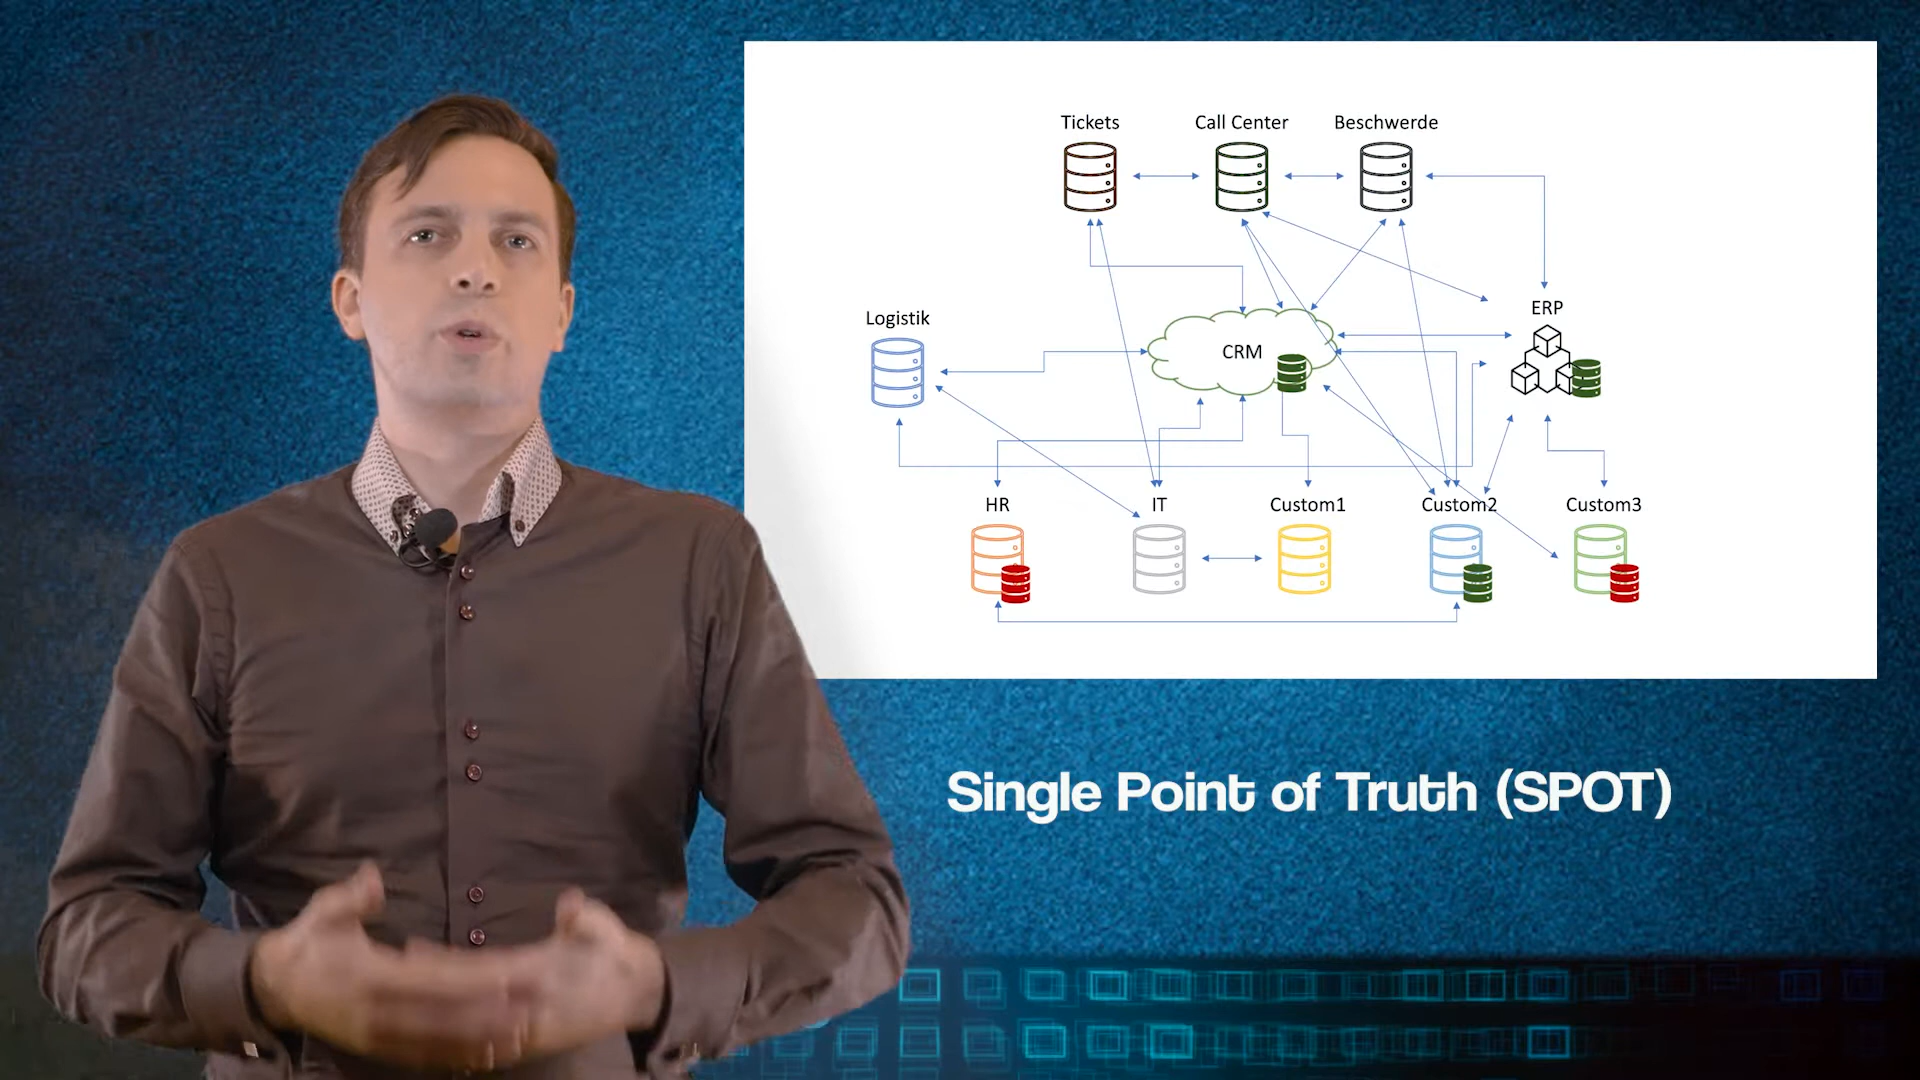 Tickets
Call Center
Beschwerde
Logistik
CRM
ERP
HR
IT
Custom1
Custom2
Custom3
Single Point of Truth (SPOT)